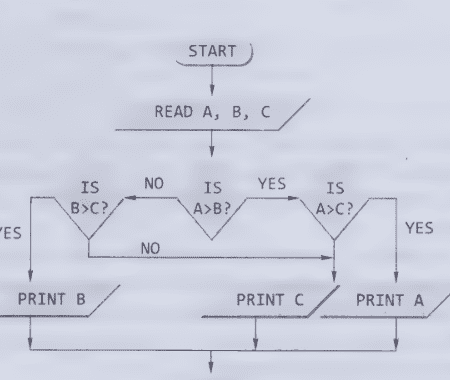 START
READ A, B, C
IS
B>C?
NO
IS
A>B?
YES
IS
A>C?
YES
YES
NO
PRINT B
PRINT C
PRINT A